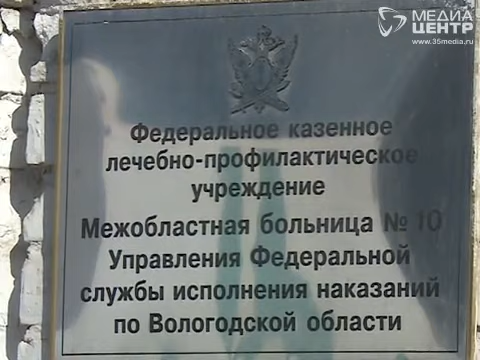 МЕДИА
ЦЕНТР
www.35media.ru
Федеральное казенное
лечебно-профилактическое
учреждение
Межобластная больница № 10
Управления Федеральной
службы исполнения наказаний
по Вологодской области